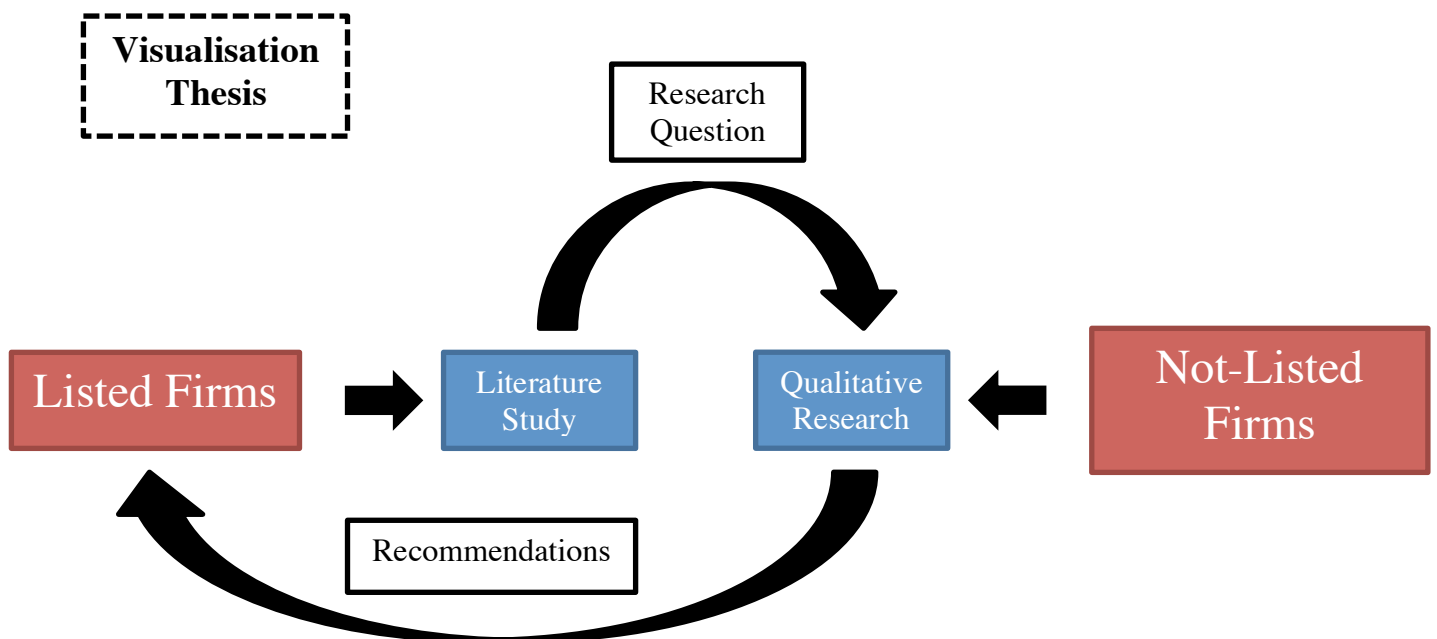 Visualisation
Thesis
Research
Question
Listed Firms
Literature
Study
Qualitative
Research
Not-Listed
Firms
Recommendations